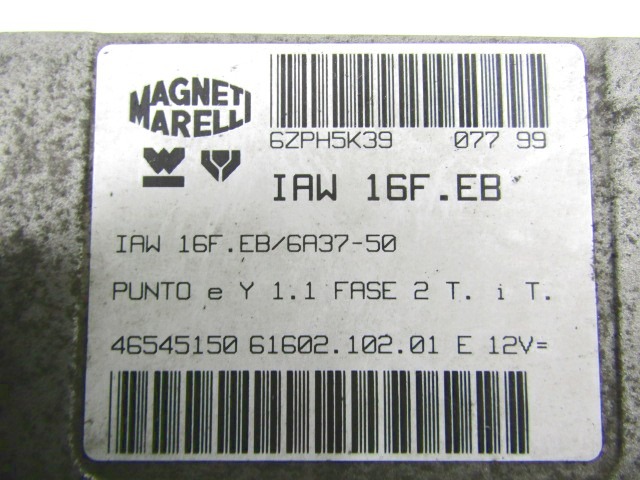 MAGNETI
MARELLI
6ZPH5K39 077 99
IAW 16F.EB
IAW 16F.EB/6A37-50
PUNTO e Y 1.1 FASE 2 T. i T.
46545150 61602.102.01 E 12V=